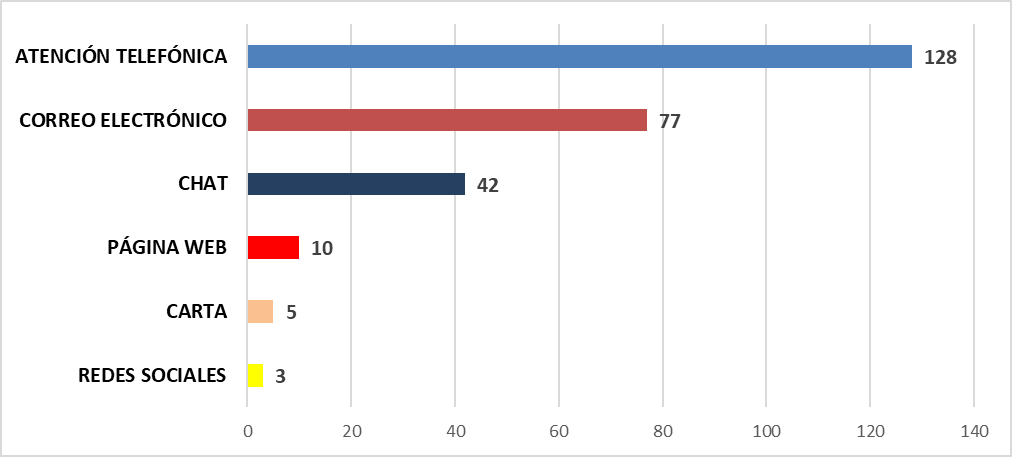 ATENCIÓN TELEFÓNICA 128
CORREO ELECTRÓNICO 77
CHAT 42
PÁGINA WEB 10
CARTA 5
REDES SOCIALES 3
0 20 40 60 80 100 120 140